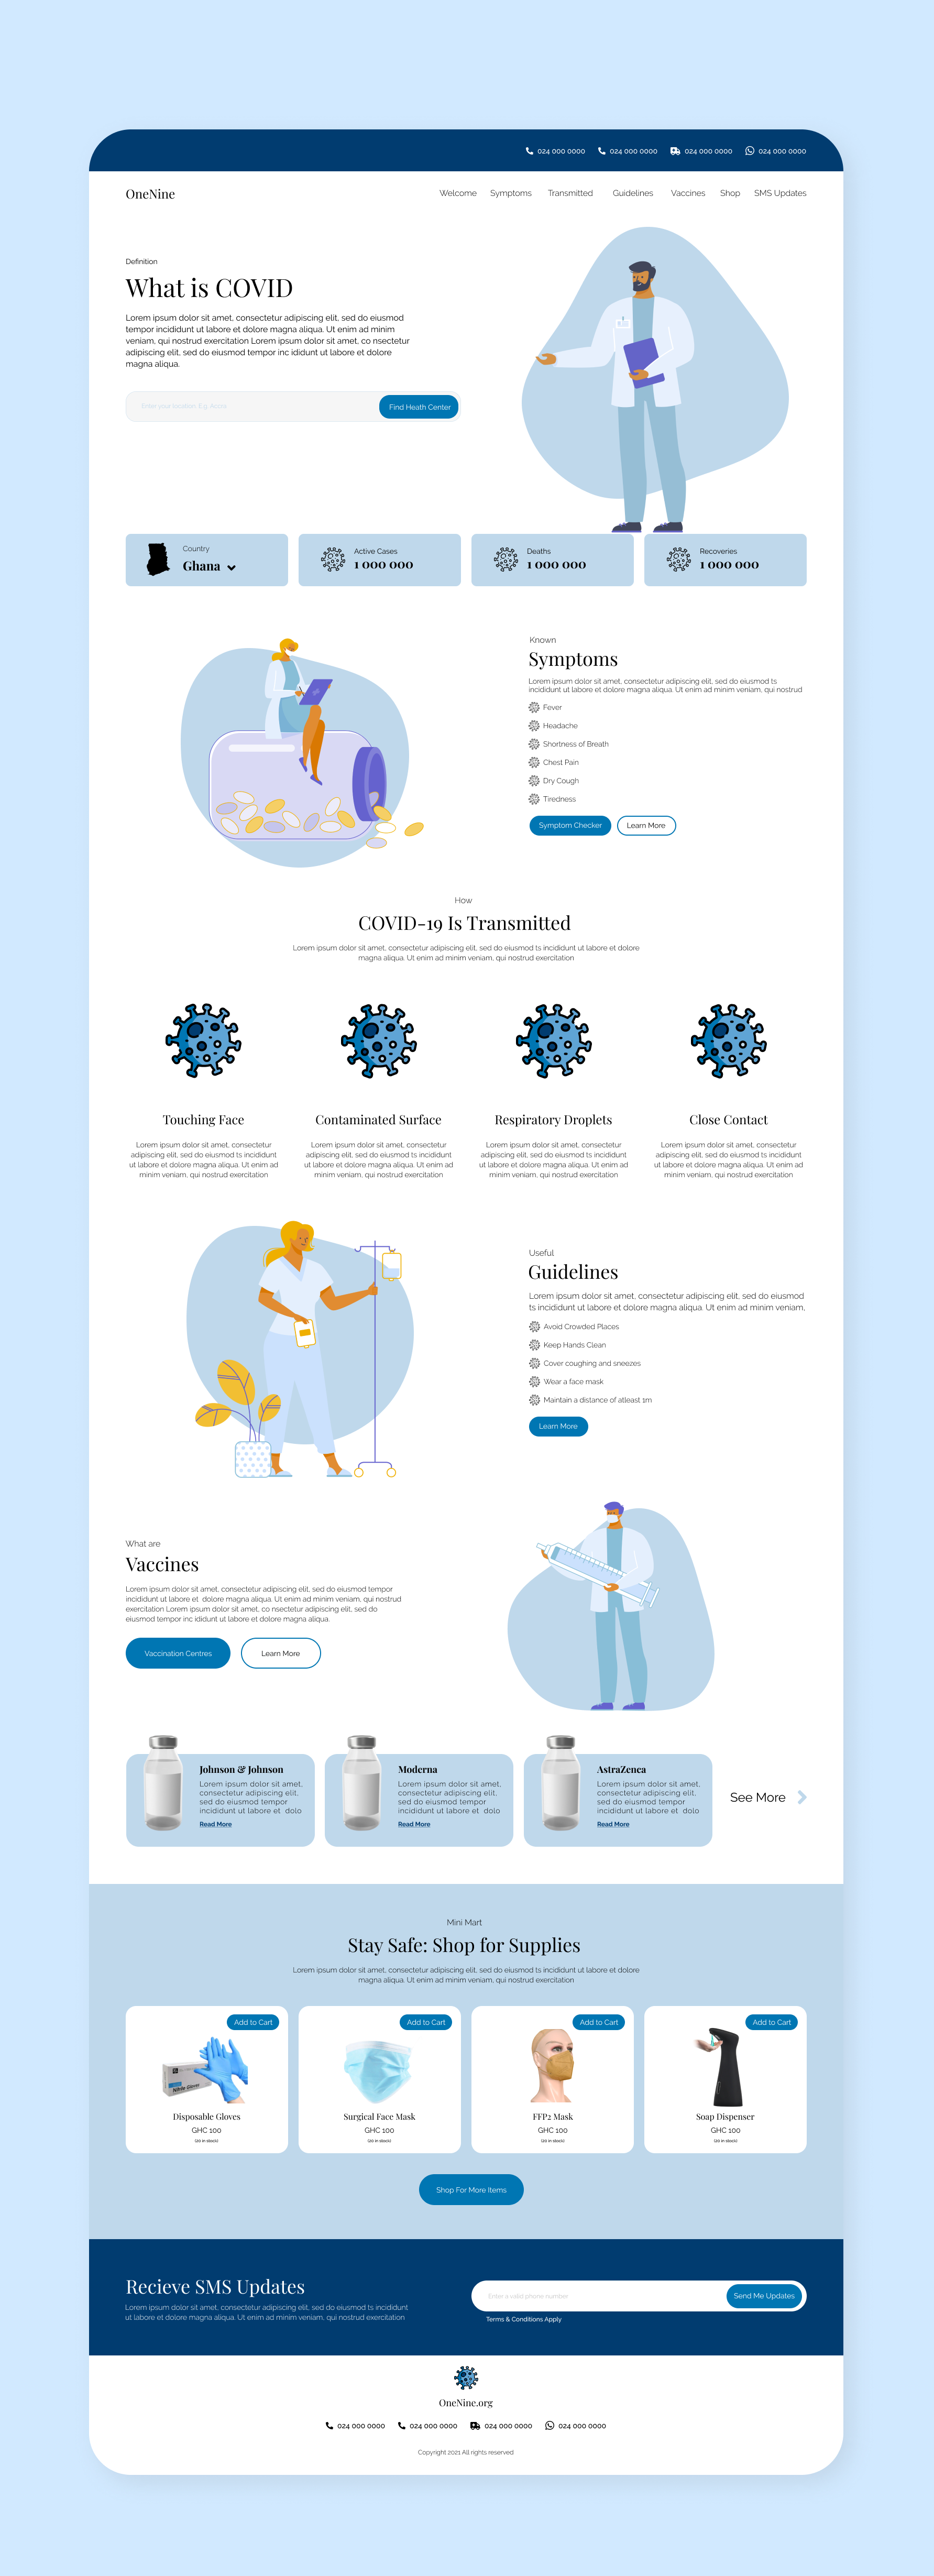 024 000 0000 024 000 0000 024 000 0000 024 000 0000
OneNine
Welcome Symptoms Transmitted Guidelines Vaccines Shop SMS Updates
Definition
What is COVID
Lorem ipsum dolor sit amet, consectetur adipiscing elit, sed do eiusmod
tempor incididunt ut labore et dolore magna aliqua. Ut enim ad minim
veniam, qui nostrud exercitation Lorem ipsum dolor sit amet, co nsectetur
adipiscing elit, sed do eiusmod tempor inc ididunt ut labore et dolore
magna aliqua.
Enter your location: E.g. Accra
Find Heath Center
Country
Ghana
Active Cases
1 000 000
Deaths
1 000 000
Recoveries
1 000 000
Known
Symptoms
Lorem ipsum dolor sit amet, consectetur adipiscing elit, sed do eiusmod ts
incididunt ut labore et dolore magna aliqua. Ut enim ad minim veniam, qui nostrud
Fever
Headache
Shortness of Breath
Chest Pain
Dry Cough
Tiredness
Symptom Checker
Learn More
How
COVID-19 Is Transmitted
Lorem ipsum dolor sit amet, consectetur adipiscing elit, sed do eiusmod ts incididunt ut labore et dolore
magna aliqua. Ut enim ad minim veniam, qui nostrud exercitation
Touching Face
Lorem ipsum dolor sit amet, consectetur
adipiscing elit, sed do eiusmod ts incididunt
ut labore et dolore magna aliqua. Ut enim ad
minim veniam, qui nostrud exercitation
Contaminated Surface
Lorem ipsum dolor sit amet, consectetur
adipiscing elit, sed do eiusmod ts incididunt
ut labore et dolore magna aliqua. Ut enim ad
minim veniam, qui nostrud exercitation
Respiratory Droplets
Lorem ipsum dolor sit amet, consectetur
adipiscing elit, sed do eiusmod ts incididunt
ut labore et dolore magna aliqua. Ut enim ad
minim veniam, qui nostrud exercitation
Close Contact
Lorem ipsum dolor sit amet, consectetur
adipiscing elit, sed do eiusmod ts incididunt
ut labore et dolore magna aliqua. Ut enim ad
minim veniam, qui nostrud exercitation
Useful
Guidelines
Lorem ipsum dolor sit amet, consectetur adipiscing elit, sed do eiusmod
ts incididunt ut labore et dolore magna aliqua. Ut enim ad minim veniam,
Avoid Crowded Places
Keep Hands Clean
Cover coughing and sneezes
Wear a face mask
Maintain a distance of atleast 1m
Learn More
What are
Vaccines
Lorem ipsum dolor sit amet, consectetur adipiscing elit, sed do eiusmod tempor
incididunt ut labore et dolore magna aliqua. Ut enim ad minim veniam, qui nostrud
exercitation Lorem ipsum dolor sit amet, co nsectetur adipiscing elit, sed do
eiusmod tempor inc ididunt ut labore et dolore magna aliqua.
Vaccination Centres
Learn More
Johnson & Johnson
Lorem ipsum dolor sit amet,
consectetur adipiscing elit,
sed do eiusmod tempor
incididunt ut labore et dolo
Read More
Moderna
Lorem ipsum dolor sit amet,
consectetur adipiscing elit,
sed do eiusmod tempor
incididunt ut labore et dolo
Read More
AstraZenca
Lorem ipsum dolor sit amet,
consectetur adipiscing elit,
sed do eiusmod tempor
incididunt ut labore et dolo
Read More
See More
Mini Mart
Stay Safe: Shop for Supplies
Lorem ipsum dolor sit amet, consectetur adipiscing elit, sed do eiusmod ts incididunt ut labore et dolore
magna aliqua. Ut enim ad minim veniam, qui nostrud exercitation
Add to Cart
Disposable Gloves
GHC 100
(20 in stock)
Add to Cart
Surgical Face Mask
GHC 100
(20 in stock)
Add to Cart
FFP2 Mask
GHC 100
(20 in stock)
Add to Cart
Soap Dispenser
GHC 100
(20 in stock)
Shop For More Items
Recieve SMS Updates
Lorem ipsum dolor sit amet, consectetur adipiscing elit, sed do eiusmod ts incididunt
ut labore et dolore magna aliqua. Ut enim ad minim veniam, qui nostrud exercitation
Enter a valid phone number
Send Me Updates
Terms & Conditions Apply
OneNine.org
024 000 0000 024 000 0000 024 000 0000 024 000 0000
Copyright 2021 All rights reserved